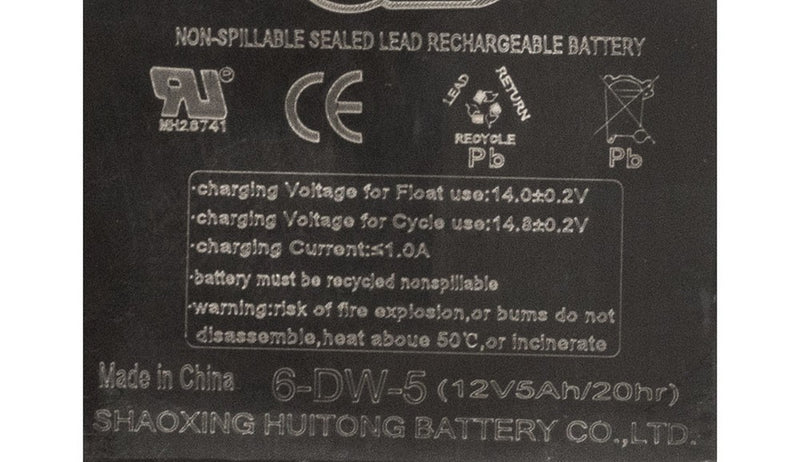 NON-SPILLABLE SEALED LEAD RECHARGEABLE BATTERY
RU®
MH28741
CE
LEAD RETURN
RECYCLE
Pb
Pb
·charging Voltage for Float use:14.0±0.2V
·charging Voltage for Cycle use:14.8±0.2V
·charging Current:≤1.0A
·battery must be recycled nonspillable
·warning:risk of fire explosion,or bums do not
disassemble,heat aboue 50℃,or incinerate
Made in China 6-DW-5 (12V5Ah/20hr)
SHAOXING HUITONG BATTERY CO.,LTD.